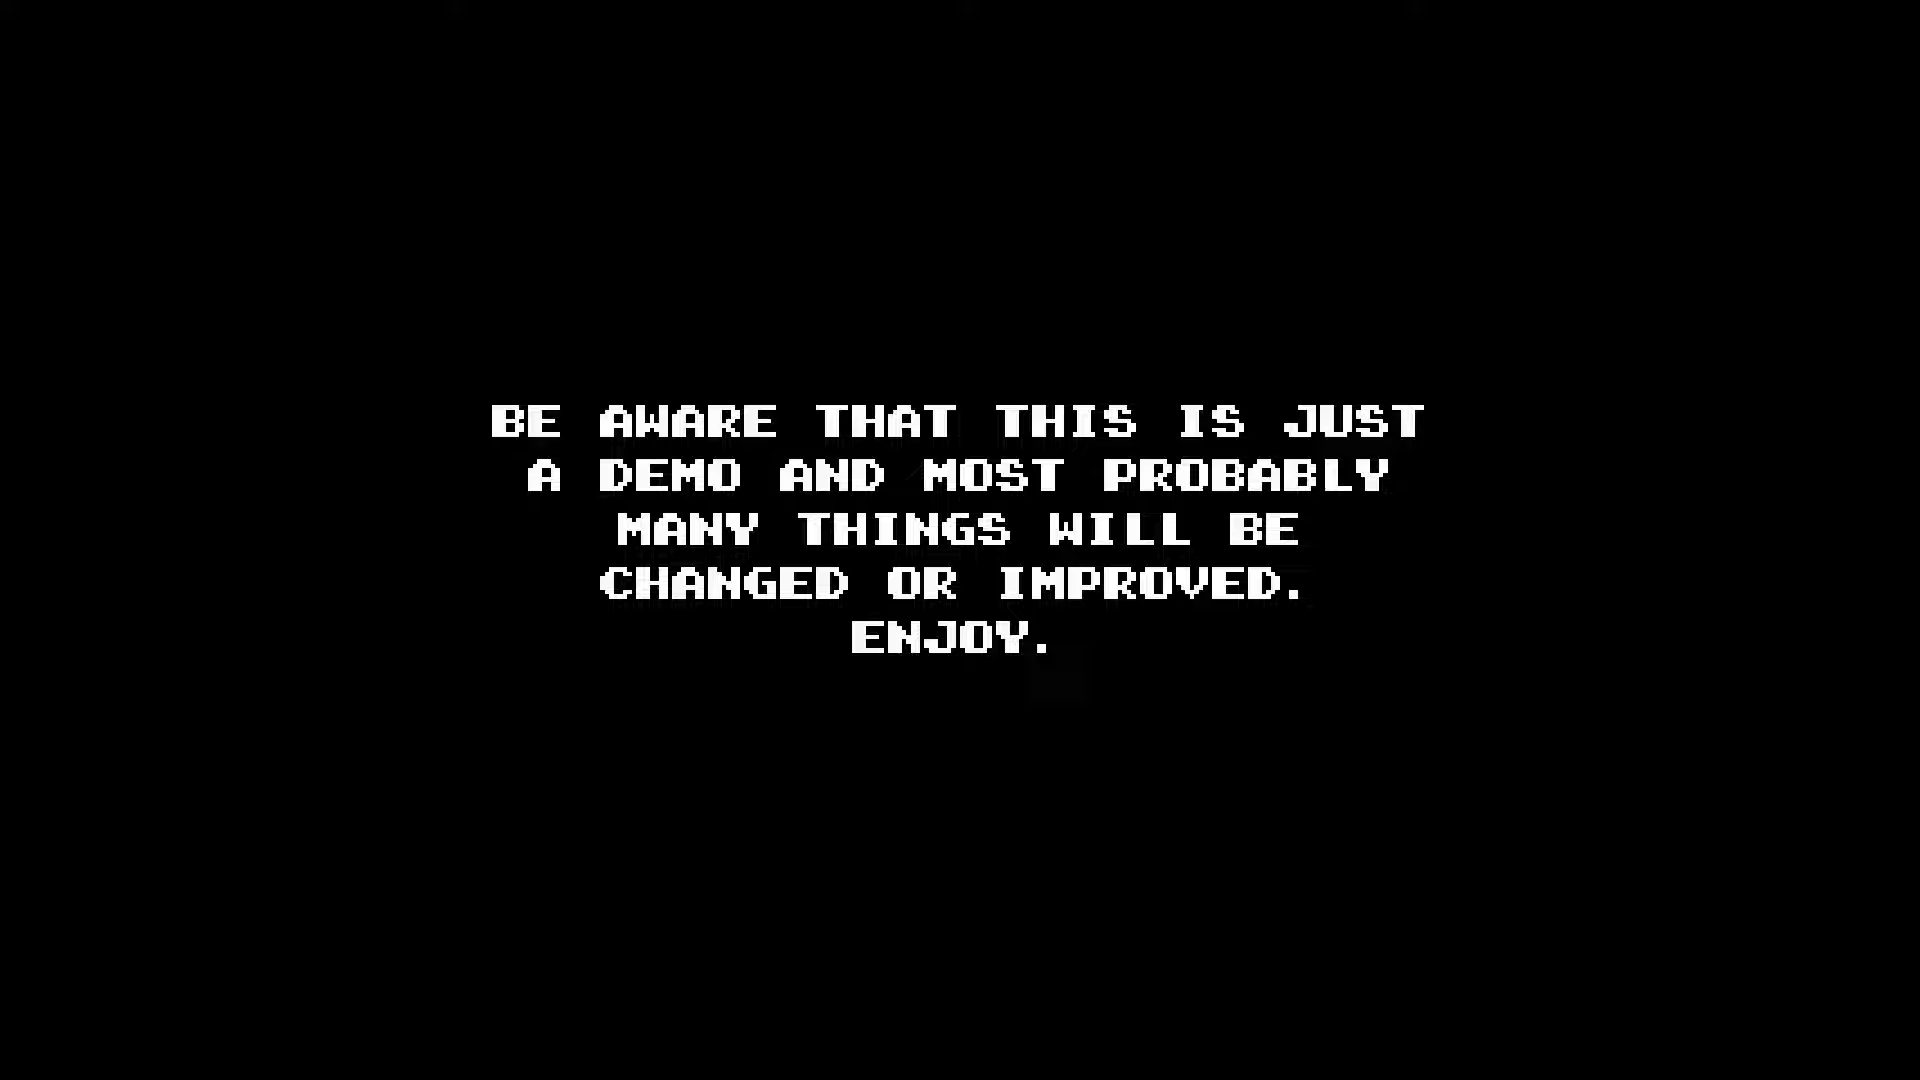 BE AWARE THAT THIS IS JUST
A DEMO AND MOST PROBABLY
MANY THINGS WILL BE
CHANGED OR IMPROVED.
ENJOY.